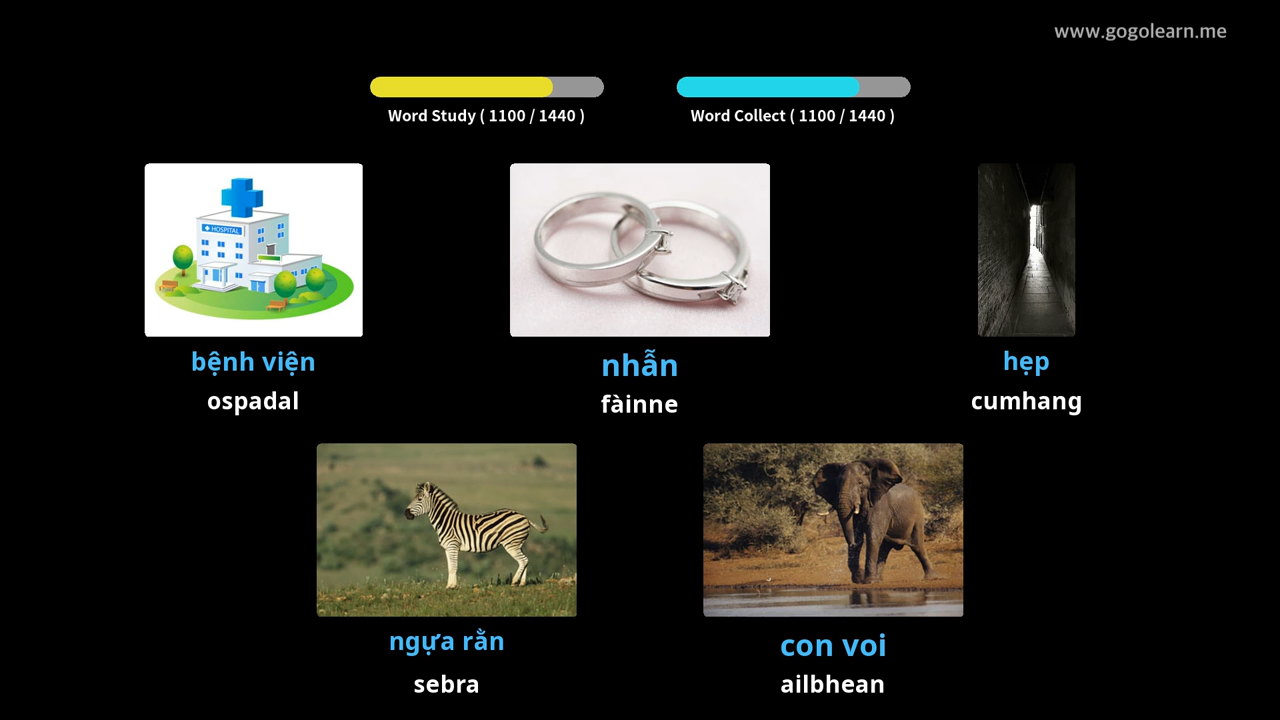 www.gogolearn.me
Word Study ( 1100 / 1440 )
Word Collect ( 1100 / 1440 )
HOSPITAL
bệnh viện
ospadal
nhẫn
fàinne
hẹp
cumhang
ngựa rằn
sebra
con voi
ailbhean